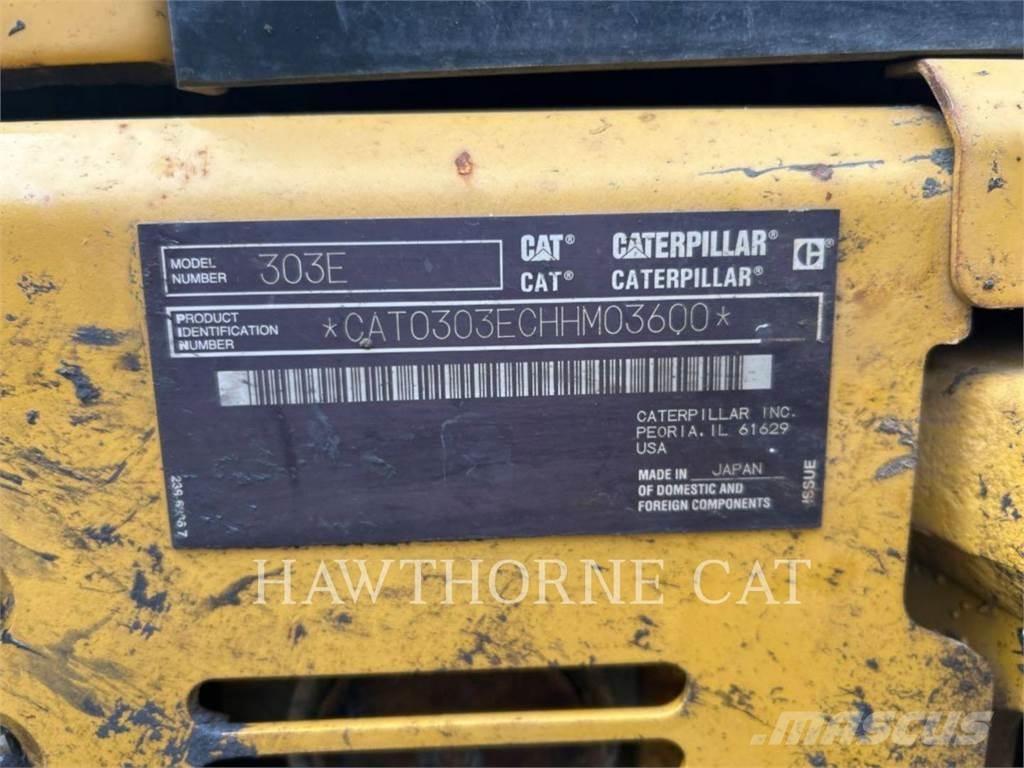 MODEL NUMBER 303E
CAT® CATERPILLAR®
CAT® CATERPILLAR®
PRODUCT IDENTIFICATION NUMBER *CAT0303ECHHM03600*
CATERPILLAR INC.
PEORIA, IL 61629
USA
MADE IN JAPAN
OF DOMESTIC AND
FOREIGN COMPONENTS
ISSUE
HAWTHORNE CAT
MASCUS